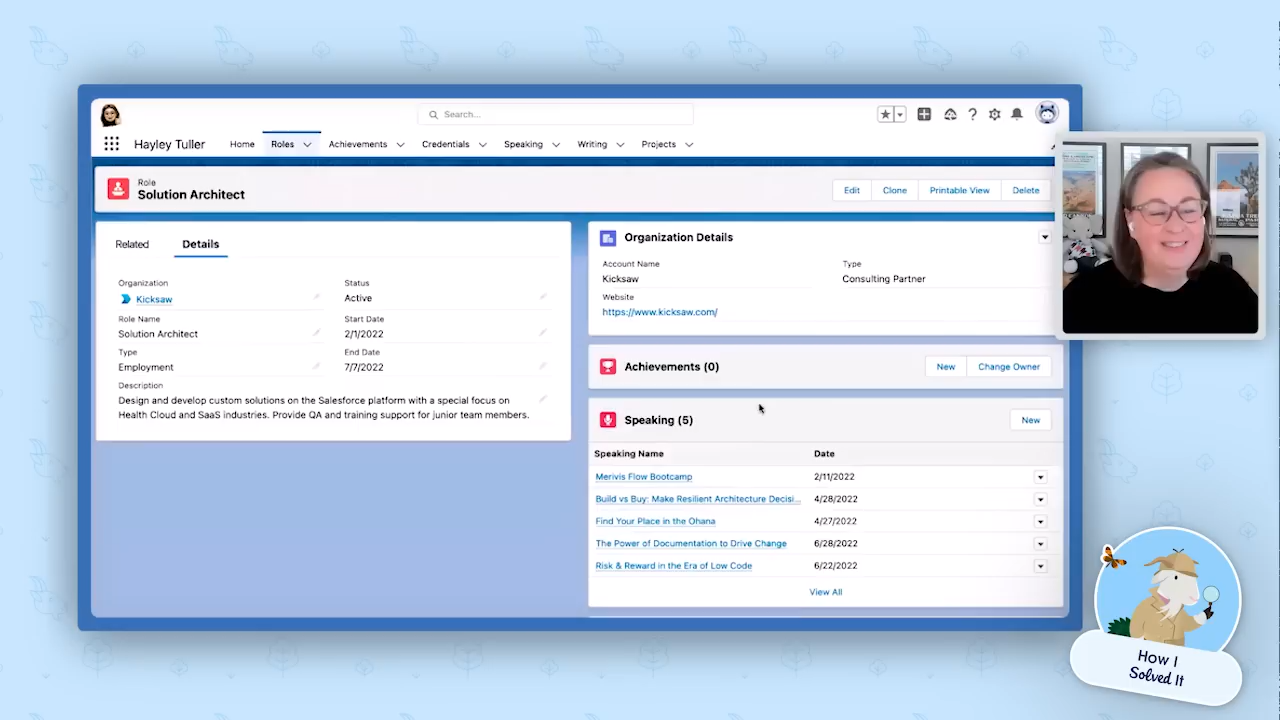 Search...
Hayley Tuller
Home
Roles
Achievements
Credentials
Speaking
Writing
Projects
Role
Solution Architect
Edit
Clone
Printable View
Delete
Related
Details
Organization
Kicksaw
Status
Active
Role Name
Solution Architect
Start Date
2/1/2022
Type
Employment
End Date
7/7/2022
Description
Design and develop custom solutions on the Salesforce platform with a special focus on
Health Cloud and SaaS industries. Provide QA and training support for junior team members.
Organization Details
Account Name
Kicksaw
Type
Consulting Partner
Website
https://www.kicksaw.com/
Achievements (0)
New
Change Owner
Speaking (5)
New
Speaking Name
Date
Merivis Flow Bootcamp
2/11/2022
Build vs Buy: Make Resilient Architecture Decisi...
4/28/2022
Find Your Place in the Ohana
4/27/2022
The Power of Documentation to Drive Change
6/28/2022
Risk & Reward in the Era of Low Code
6/22/2022
View All
How I
Solved It